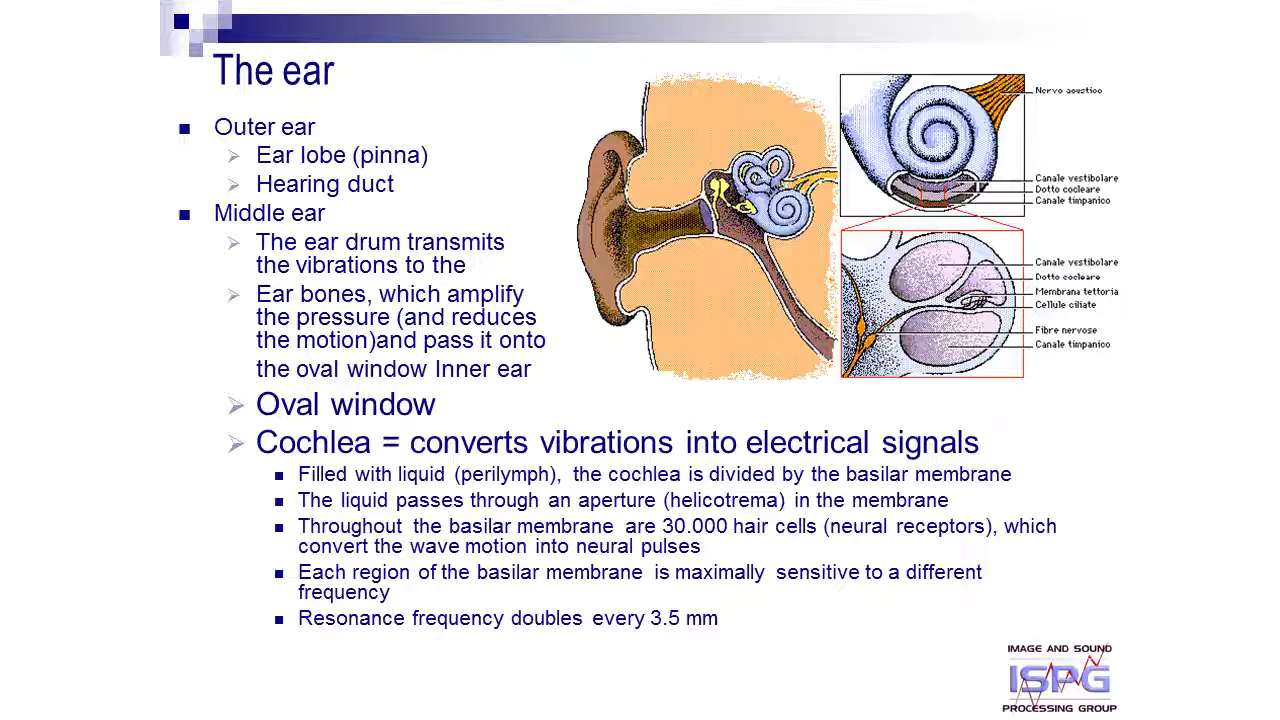 The ear
Outer ear
Ear lobe (pinna)
Hearing duct
Middle ear
The ear drum transmits
the vibrations to the
Ear bones, which amplify
the pressure (and reduces
the motion)and pass it onto
the oval window Inner ear
Oval window
Cochlea = converts vibrations into electrical signals
Filled with liquid (perilymph), the cochlea is divided by the basilar membrane
The liquid passes through an aperture (helicotrema) in the membrane
Throughout the basilar membrane are 30.000 hair cells (neural receptors), which
convert the wave motion into neural pulses
Each region of the basilar membrane is maximally sensitive to a different
frequency
Resonance frequency doubles every 3.5 mm
Nervo acustico
Canale vestibolare
Dotto cocleare
Canale timpanico
Canale vestibolare
Dotto cocleare
Membrana tettoria
Cellule ciliate
Fibre nervose
Canale timpanico
IMAGE AND SOUND
ISPG
PROCESSING GROUP